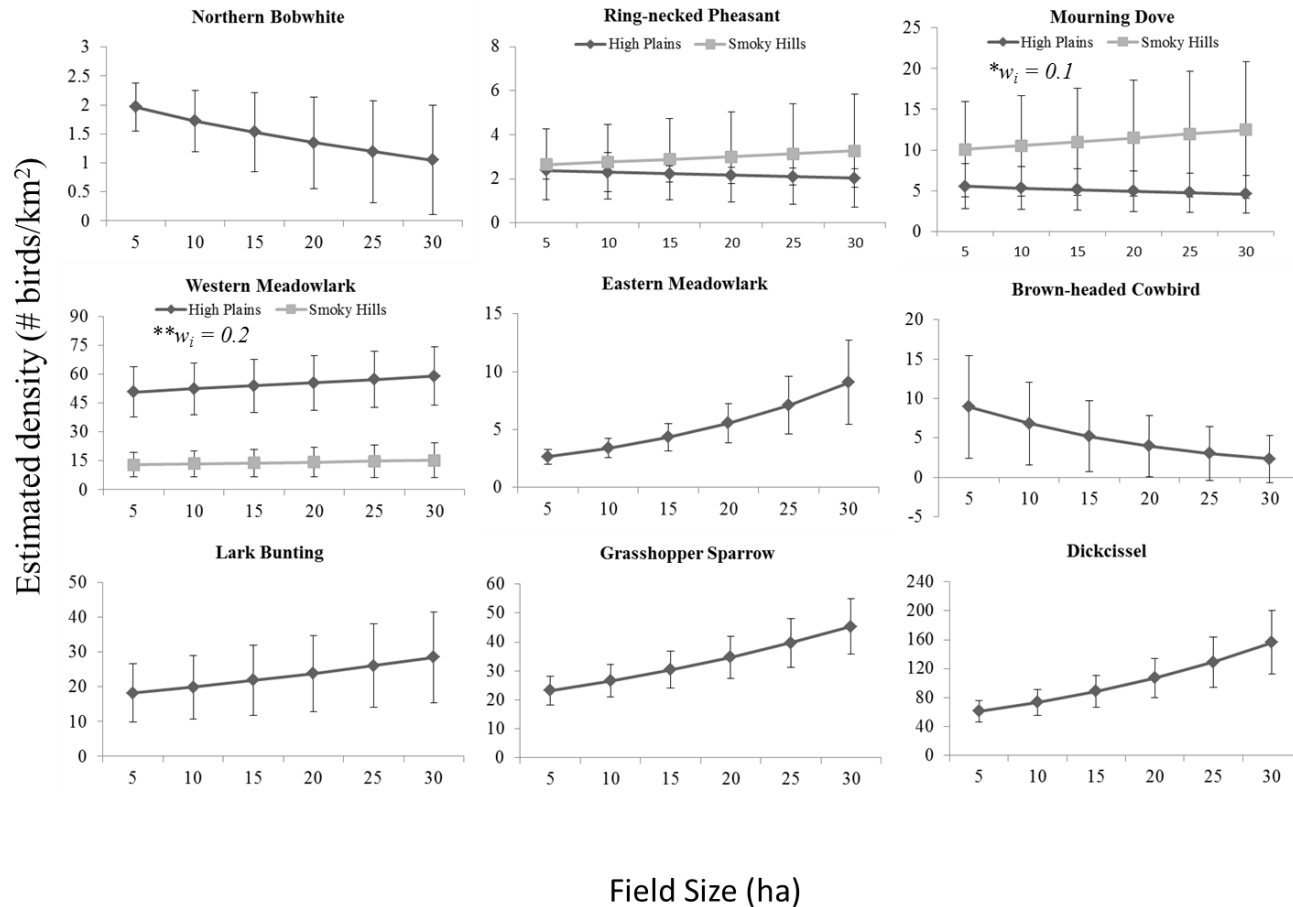 Estimated density (# birds/km²)
Northern Bobwhite
3
2.5
2
1.5
1
0.5
0
5 10 15 20 25 30
Ring-necked Pheasant
High Plains Smoky Hills
8
6
4
2
0
5 10 15 20 25 30
Mourning Dove
High Plains Smoky Hills
*wᵢ = 0.1
25
20
15
10
5
0
5 10 15 20 25 30
Western Meadowlark
High Plains Smoky Hills
**wᵢ = 0.2
90
75
60
45
30
15
0
5 10 15 20 25 30
Eastern Meadowlark
15
10
5
0
5 10 15 20 25 30
Brown-headed Cowbird
20
15
10
5
0
-5
5 10 15 20 25 30
Lark Bunting
50
40
30
20
10
0
5 10 15 20 25 30
Grasshopper Sparrow
60
50
40
30
20
10
0
5 10 15 20 25 30
Dickcissel
240
200
160
120
80
40
0
5 10 15 20 25 30
Field Size (ha)